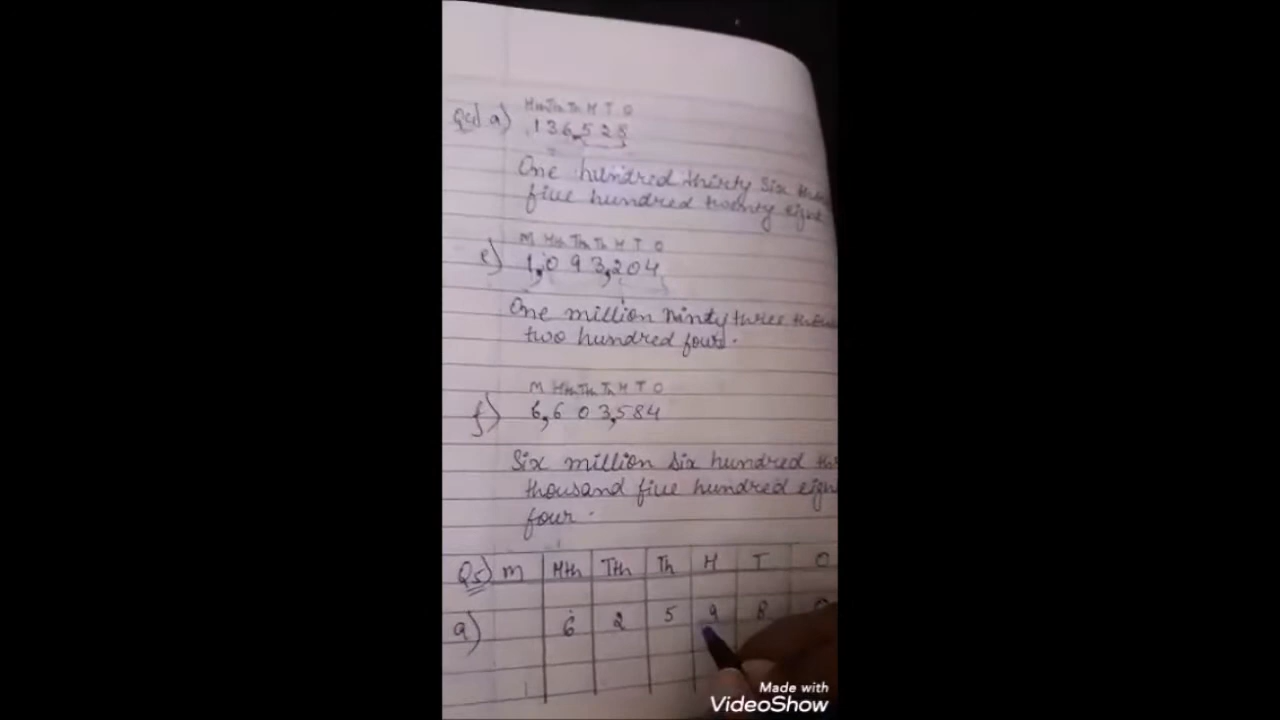 Hth Tth Th H T O
Q4) a) 136,528
One hundred thirty six
five hundred twenty eight
M Hth Tth Th H T O
e) 1,093,204
One million Nindy three
two hundred four.
M Hth Tth Th H T O
f) 6,603,584
Six million six hundred
thousand five hundred
four.
Q5) M Hth Tth Th H T O
a) 6 2 5 9 8
Made with
VideoShow